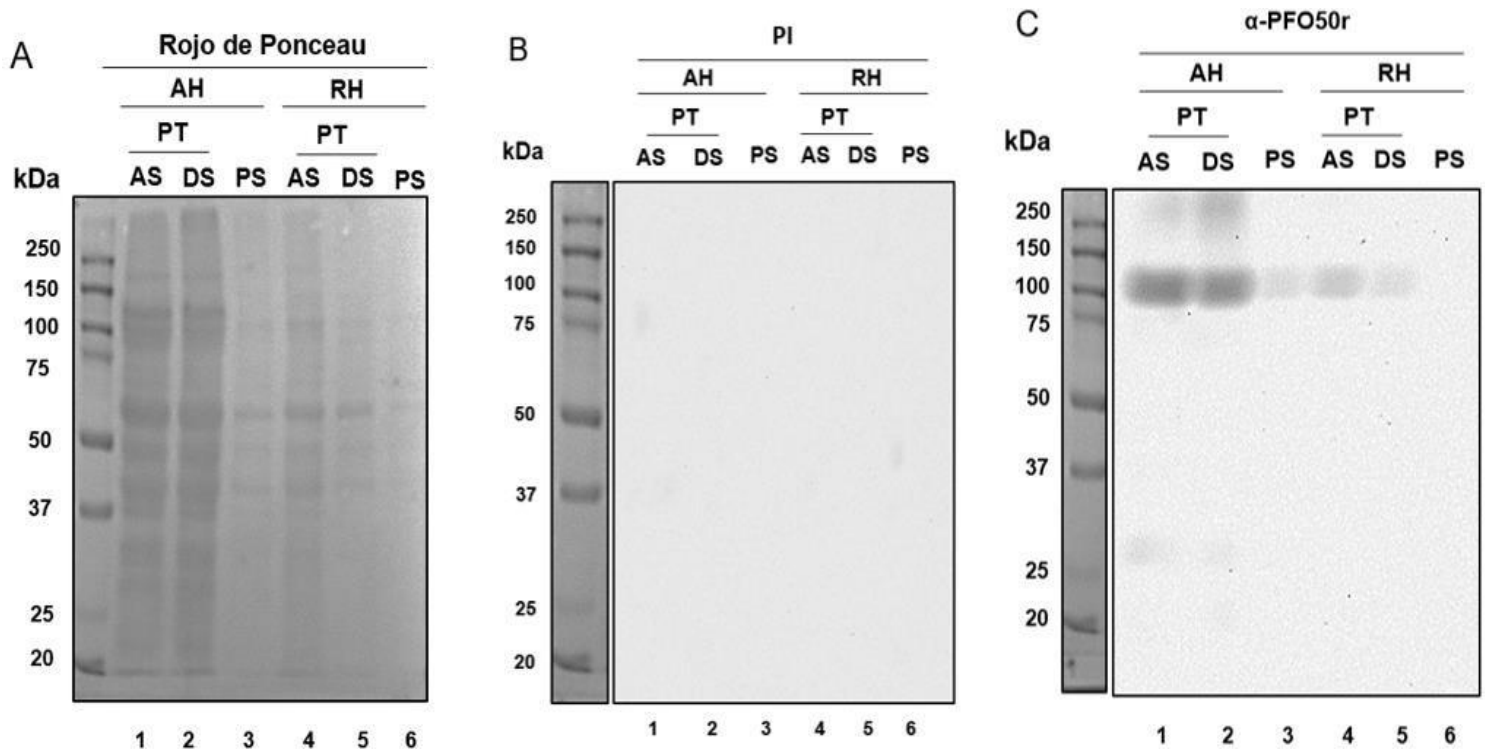 A
Rojo de Ponceau
AH RH
PT PT
kDa AS DS PS AS DS PS
250
150
100
75
50
37
25
20
1 2 3 4 5 6
B
PI
AH RH
PT PT
kDa AS DS PS AS DS PS
250
150
100
75
50
37
25
20
1 2 3 4 5 6
C
α-PFO50r
AH RH
PT PT
kDa AS DS PS AS DS PS
250
150
100
75
50
37
25
20
1 2 3 4 5 6